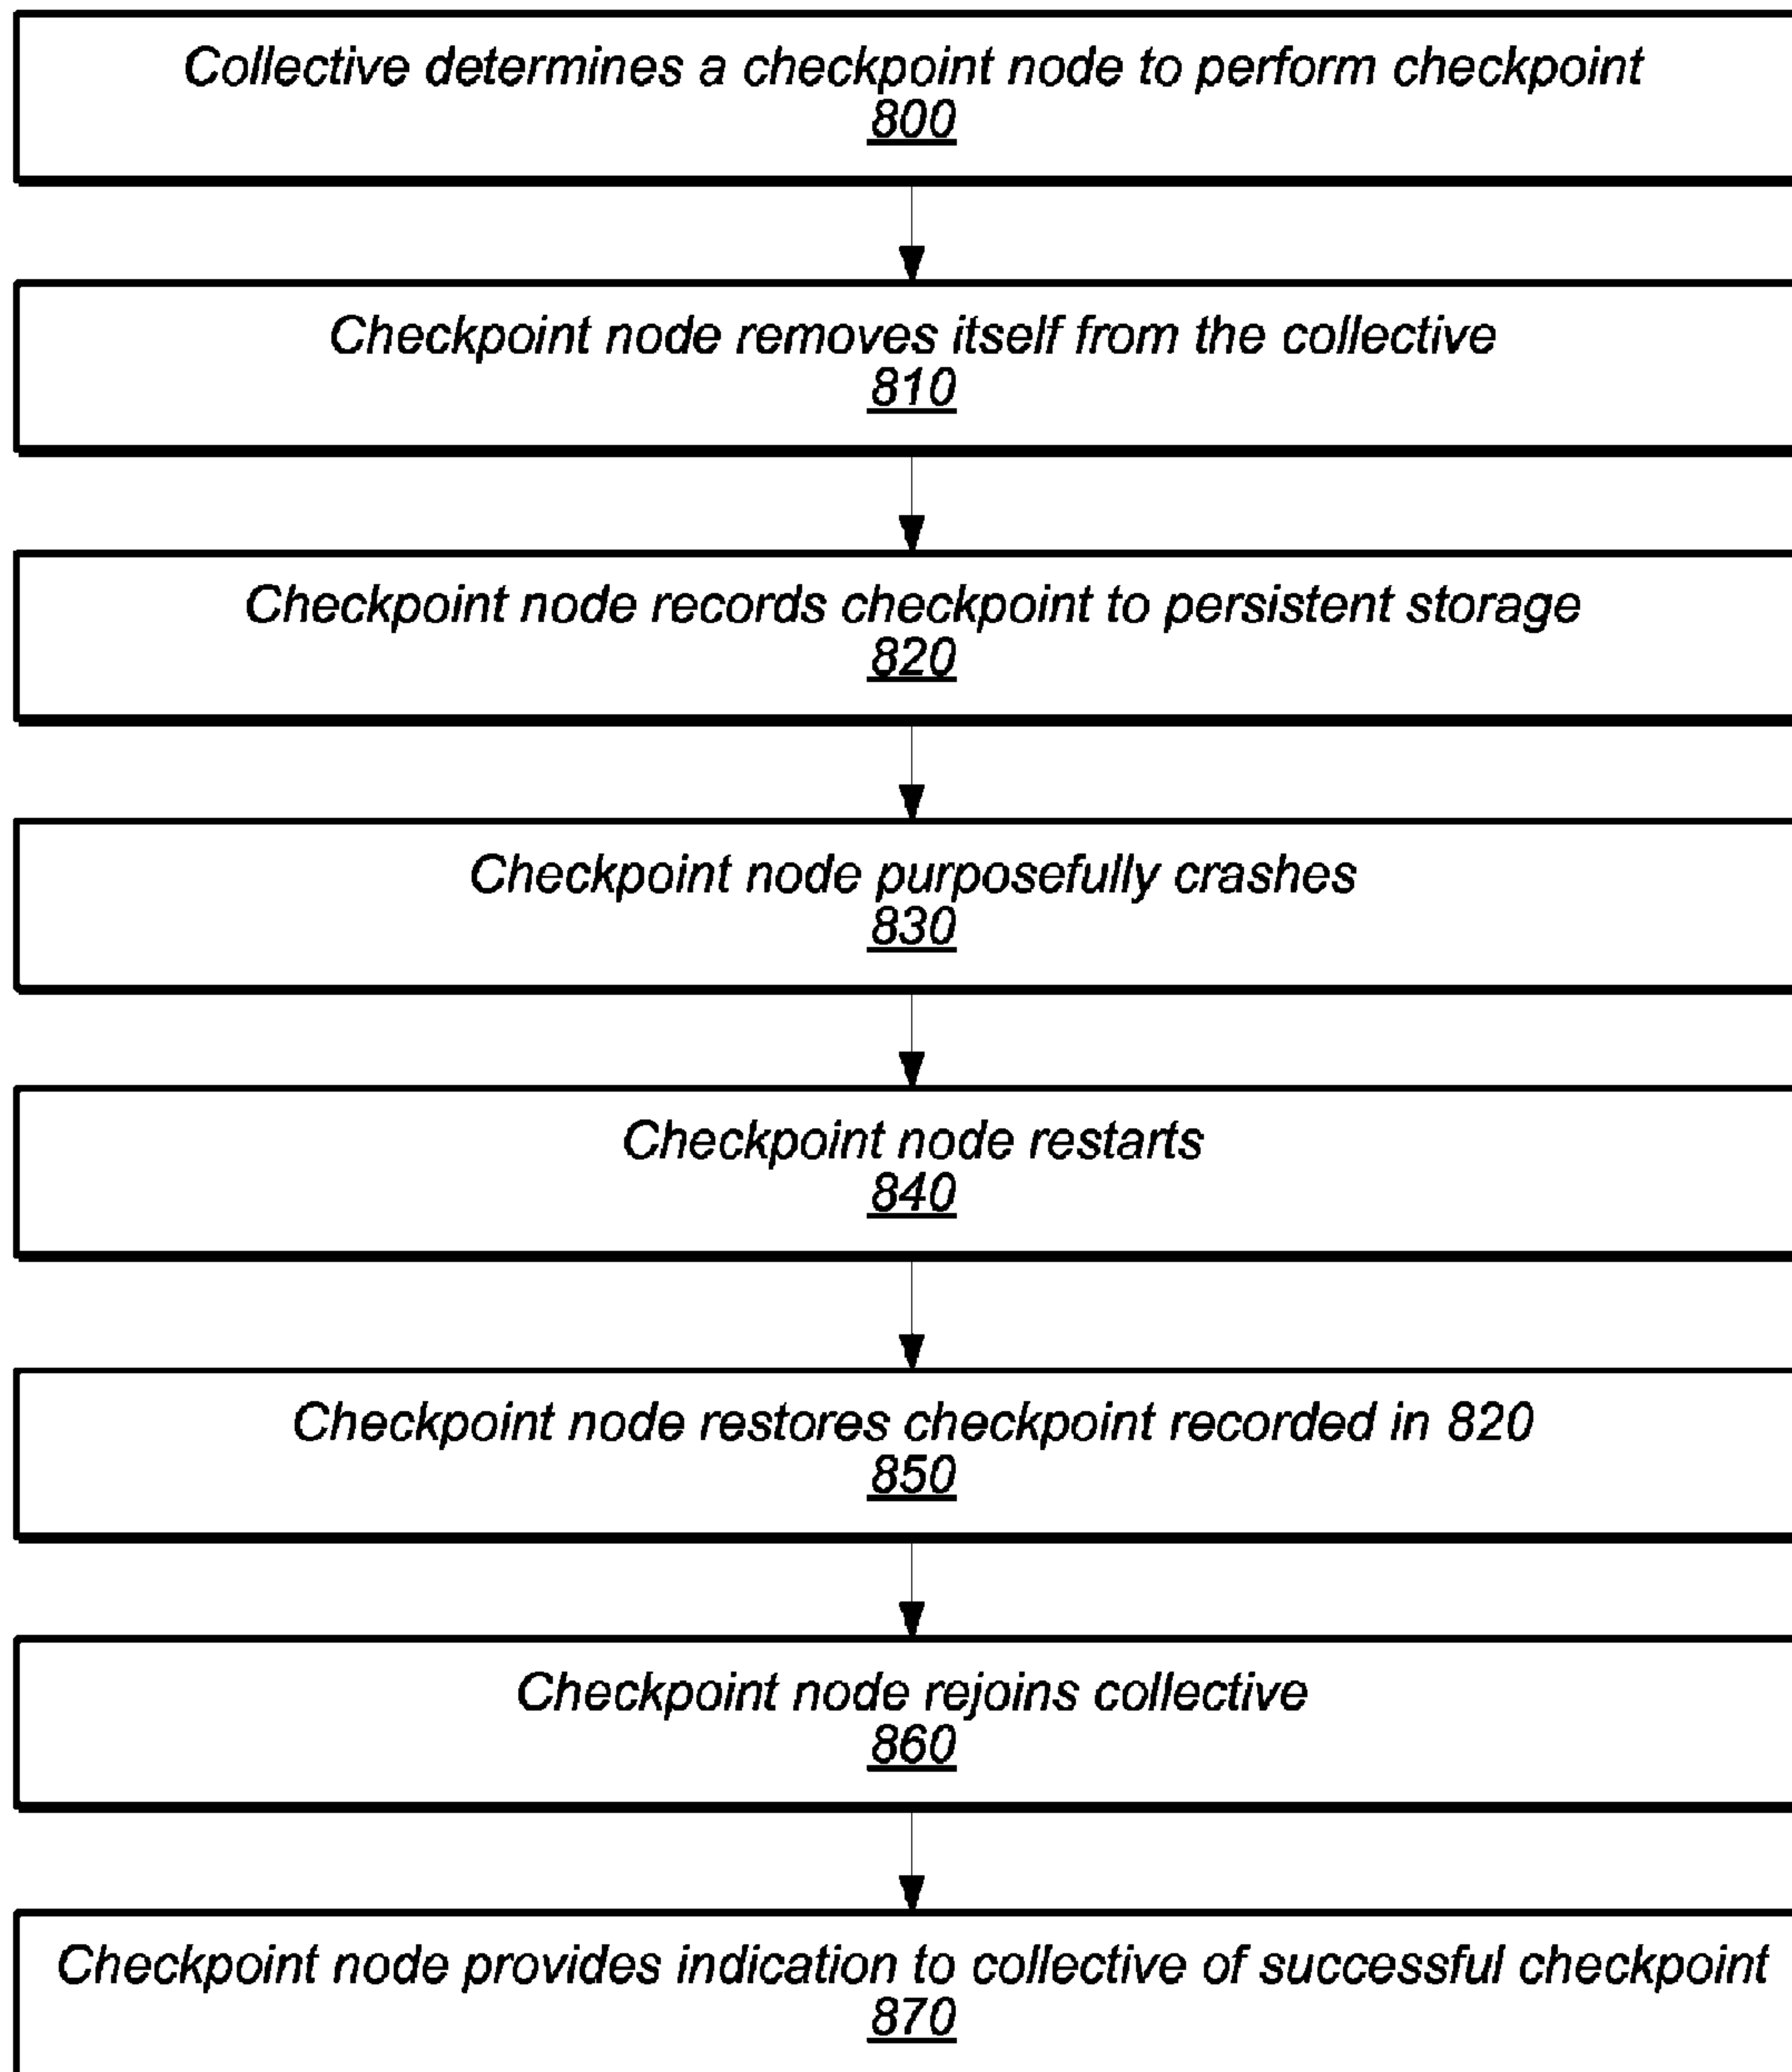 Collective determines a checkpoint node to perform checkpoint
800
Checkpoint node removes itself from the collective
810
Checkpoint node records checkpoint to persistent storage
820
Checkpoint node purposefully crashes
830
Checkpoint node restarts
840
Checkpoint node restores checkpoint recorded in 820
850
Checkpoint node rejoins collective
860
Checkpoint node provides indication to collective of successful checkpoint
870